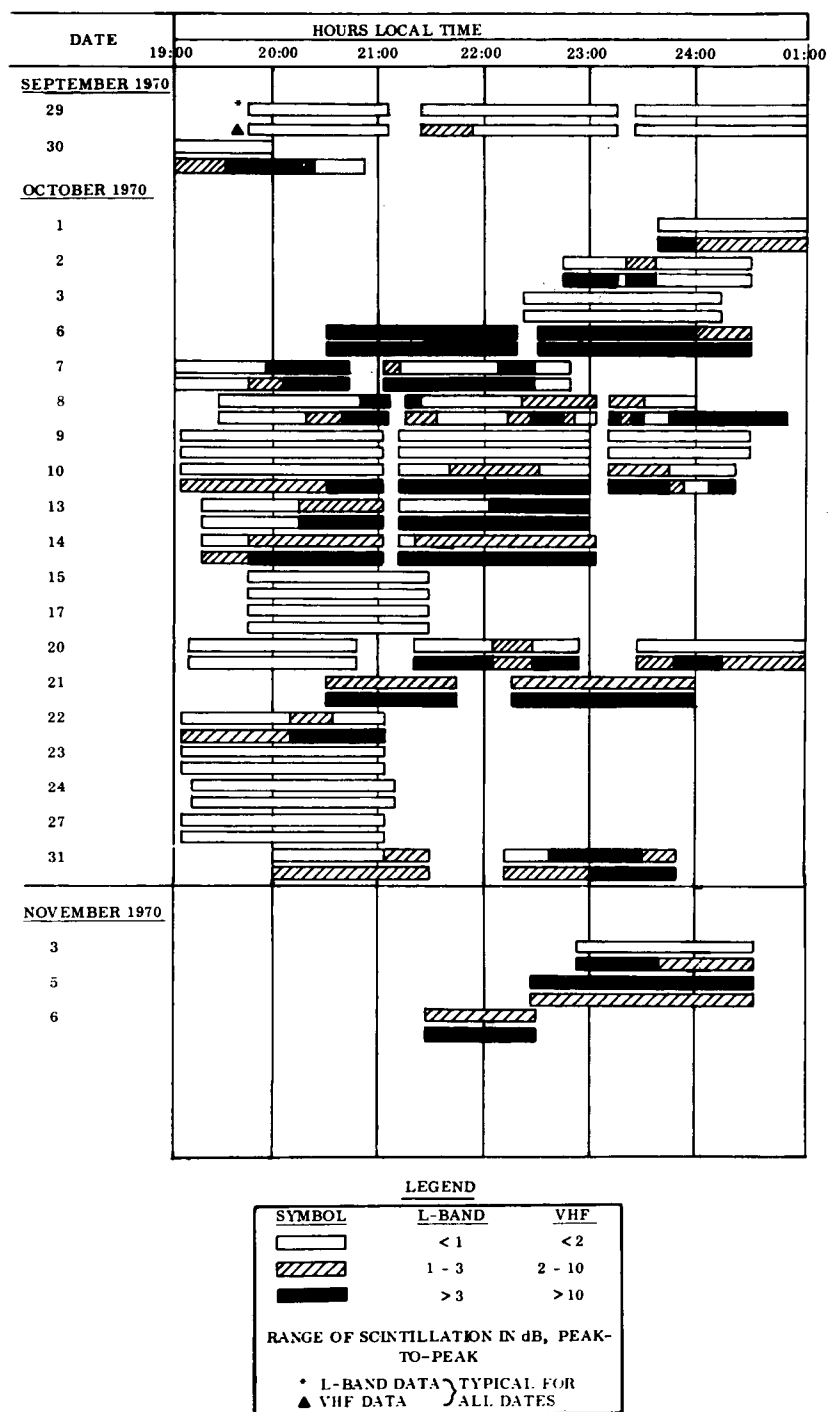 DATE
HOURS LOCAL TIME
19:00 20:00 21:00 22:00 23:00 24:00 01:00
SEPTEMBER 1970
29 *
▲
30
OCTOBER 1970
1
2
3
6
7
8
9
10
13
14
15
17
20
21
22
23
24
27
31
NOVEMBER 1970
3
5
6
LEGEND
SYMBOL L-BAND VHF
< 1 < 2
1 - 3 2 - 10
> 3 > 10
RANGE OF SCINTILLATION IN dB, PEAK-
TO-PEAK
* L-BAND DATA } TYPICAL FOR
▲ VHF DATA ALL DATES